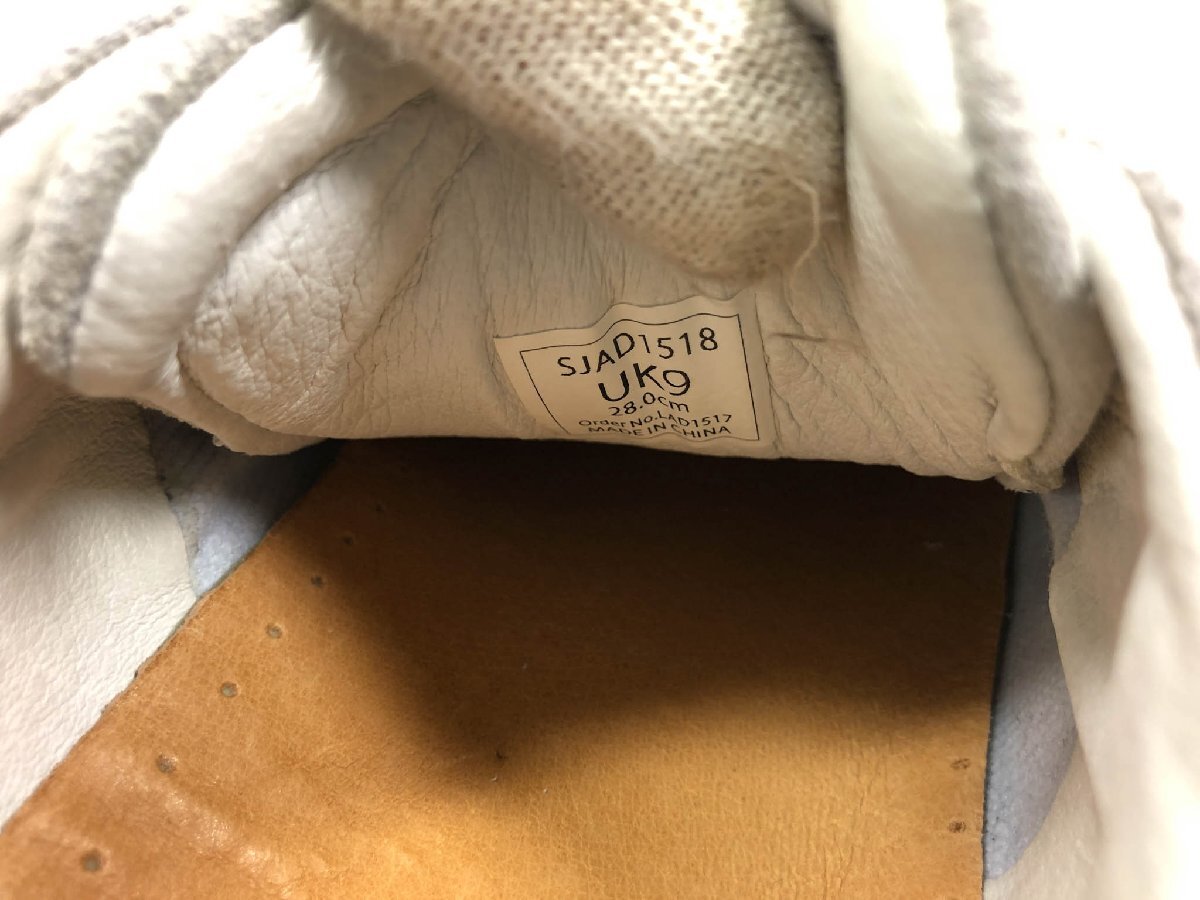 SJAD1518
UK9
28.0cm
Order No.LAD1517
MADE IN CHINA